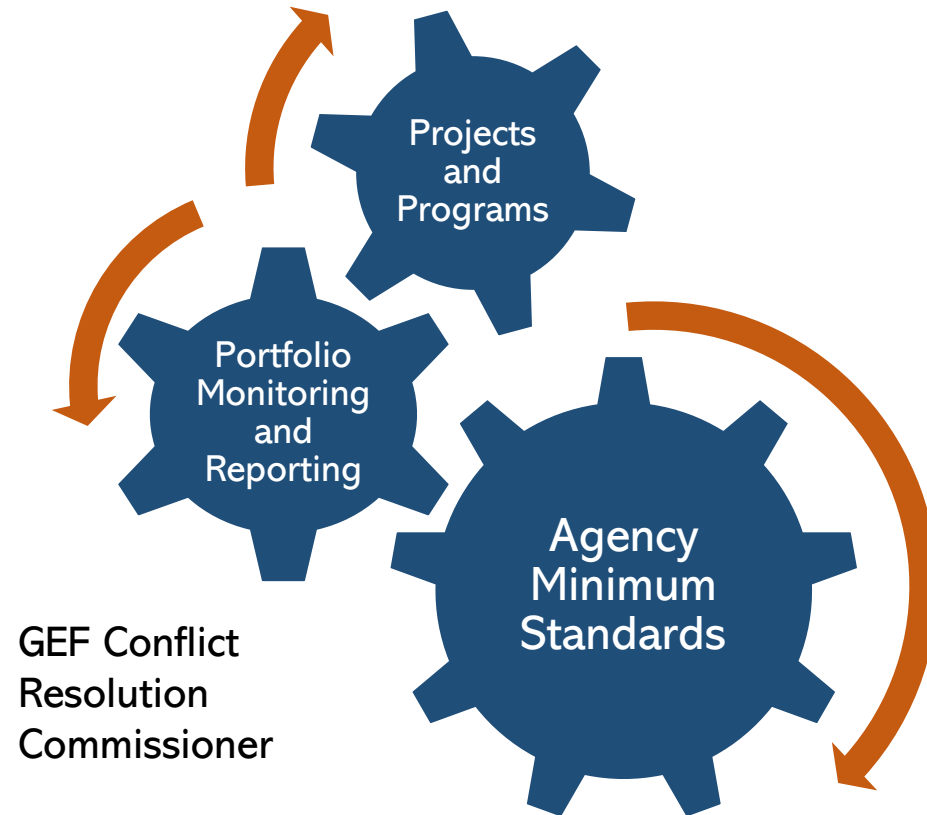 Projects
and
Programs
Portfolio
Monitoring
and
Reporting
Agency
Minimum
Standards
GEF Conflict
Resolution
Commissioner